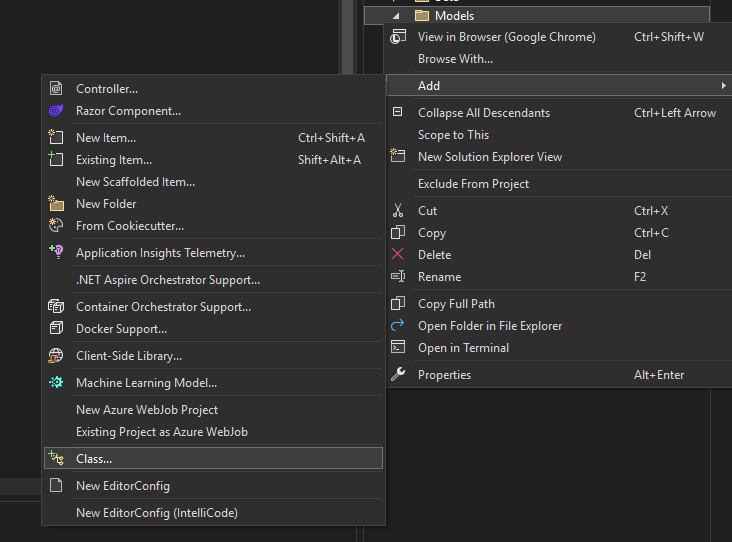 Models
View in Browser (Google Chrome) Ctrl+Shift+W
Browse With...
Add
Collapse All Descendants Ctrl+Left Arrow
Scope to This
New Solution Explorer View
Exclude From Project
Cut Ctrl+X
Copy Ctrl+C
Delete Del
Rename F2
Copy Full Path
Open Folder in File Explorer
Open in Terminal
Properties Alt+Enter
Controller...
Razor Component...
New Item... Ctrl+Shift+A
Existing Item... Shift+Alt+A
New Scaffolded Item...
New Folder
From Cookiecutter...
Application Insights Telemetry...
.NET Aspire Orchestrator Support...
Container Orchestrator Support...
Docker Support...
Client-Side Library...
Machine Learning Model...
New Azure WebJob Project
Existing Project as Azure WebJob
Class...
New EditorConfig
New EditorConfig (IntelliCode)